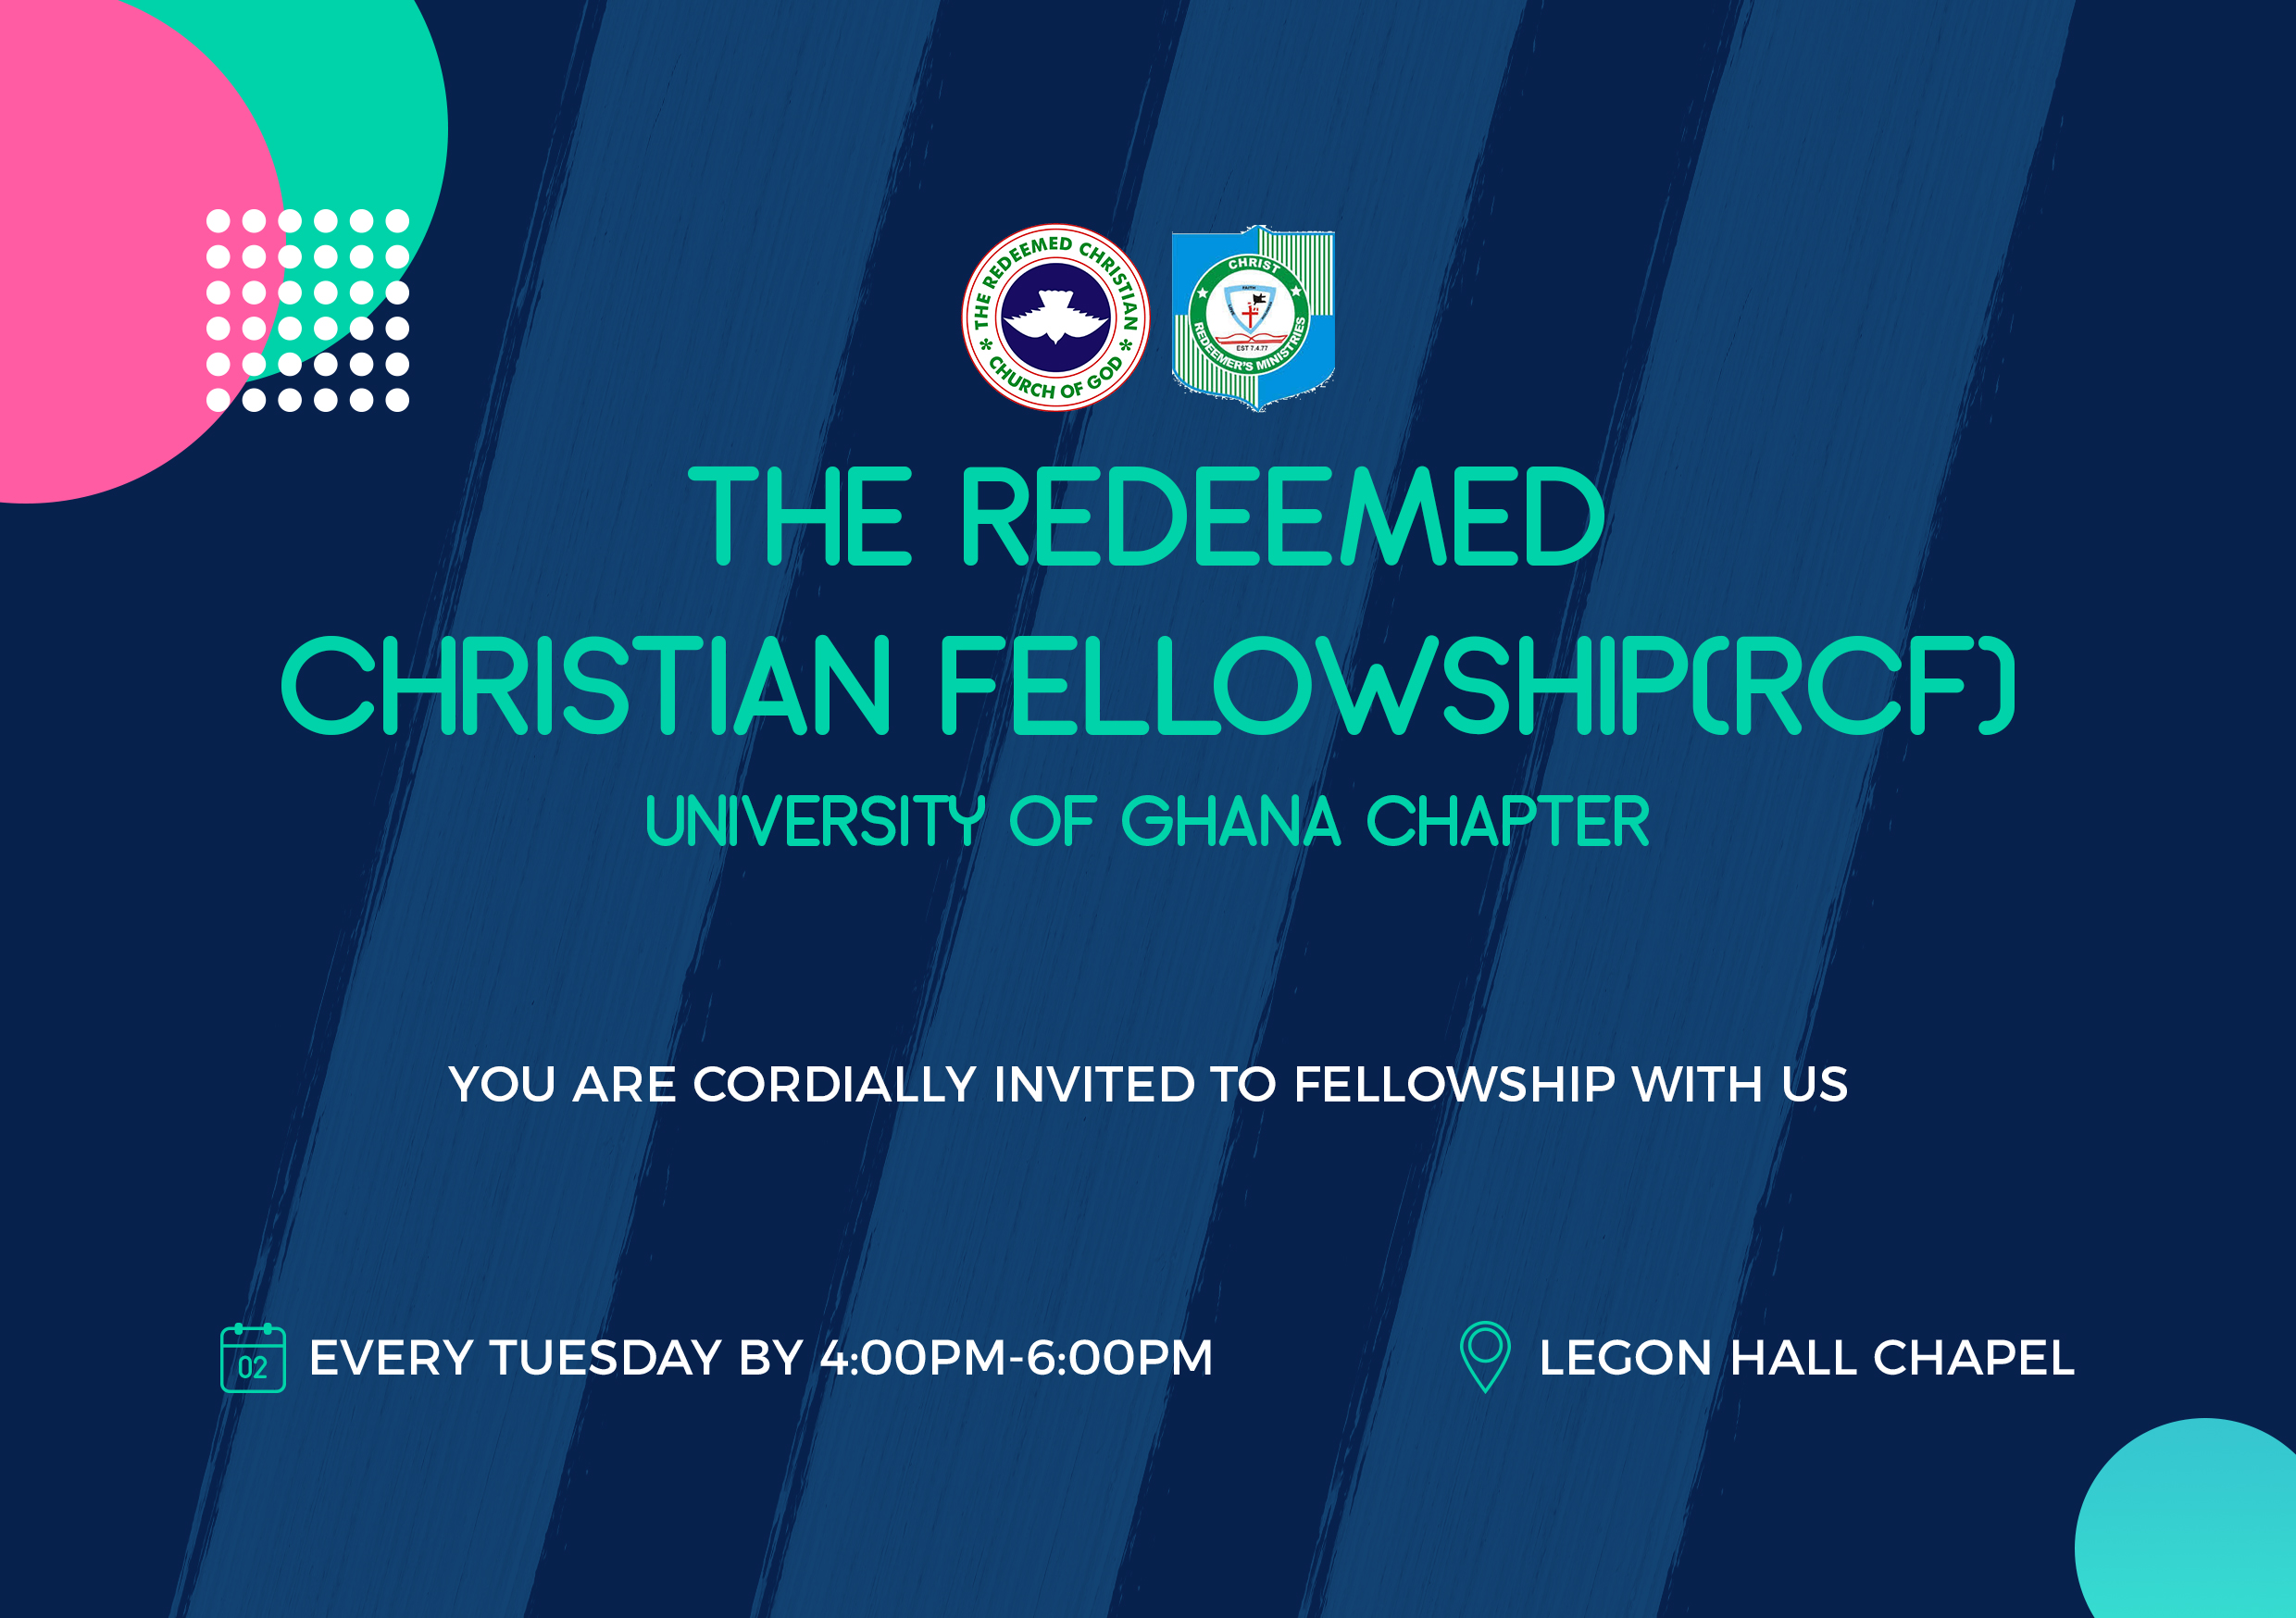 THE REDEEMED CHRISTIAN
CHURCH OF GOD
CHRIST
REDEEMER'S MINISTRIES
EST 7.4.77
THE REDEEMED
CHRISTIAN FELLOWSHIP(RCF)
UNIVERSITY OF GHANA CHAPTER
YOU ARE CORDIALLY INVITED TO FELLOWSHIP WITH US
02 EVERY TUESDAY BY 4:00PM-6:00PM
LEGON HALL CHAPEL